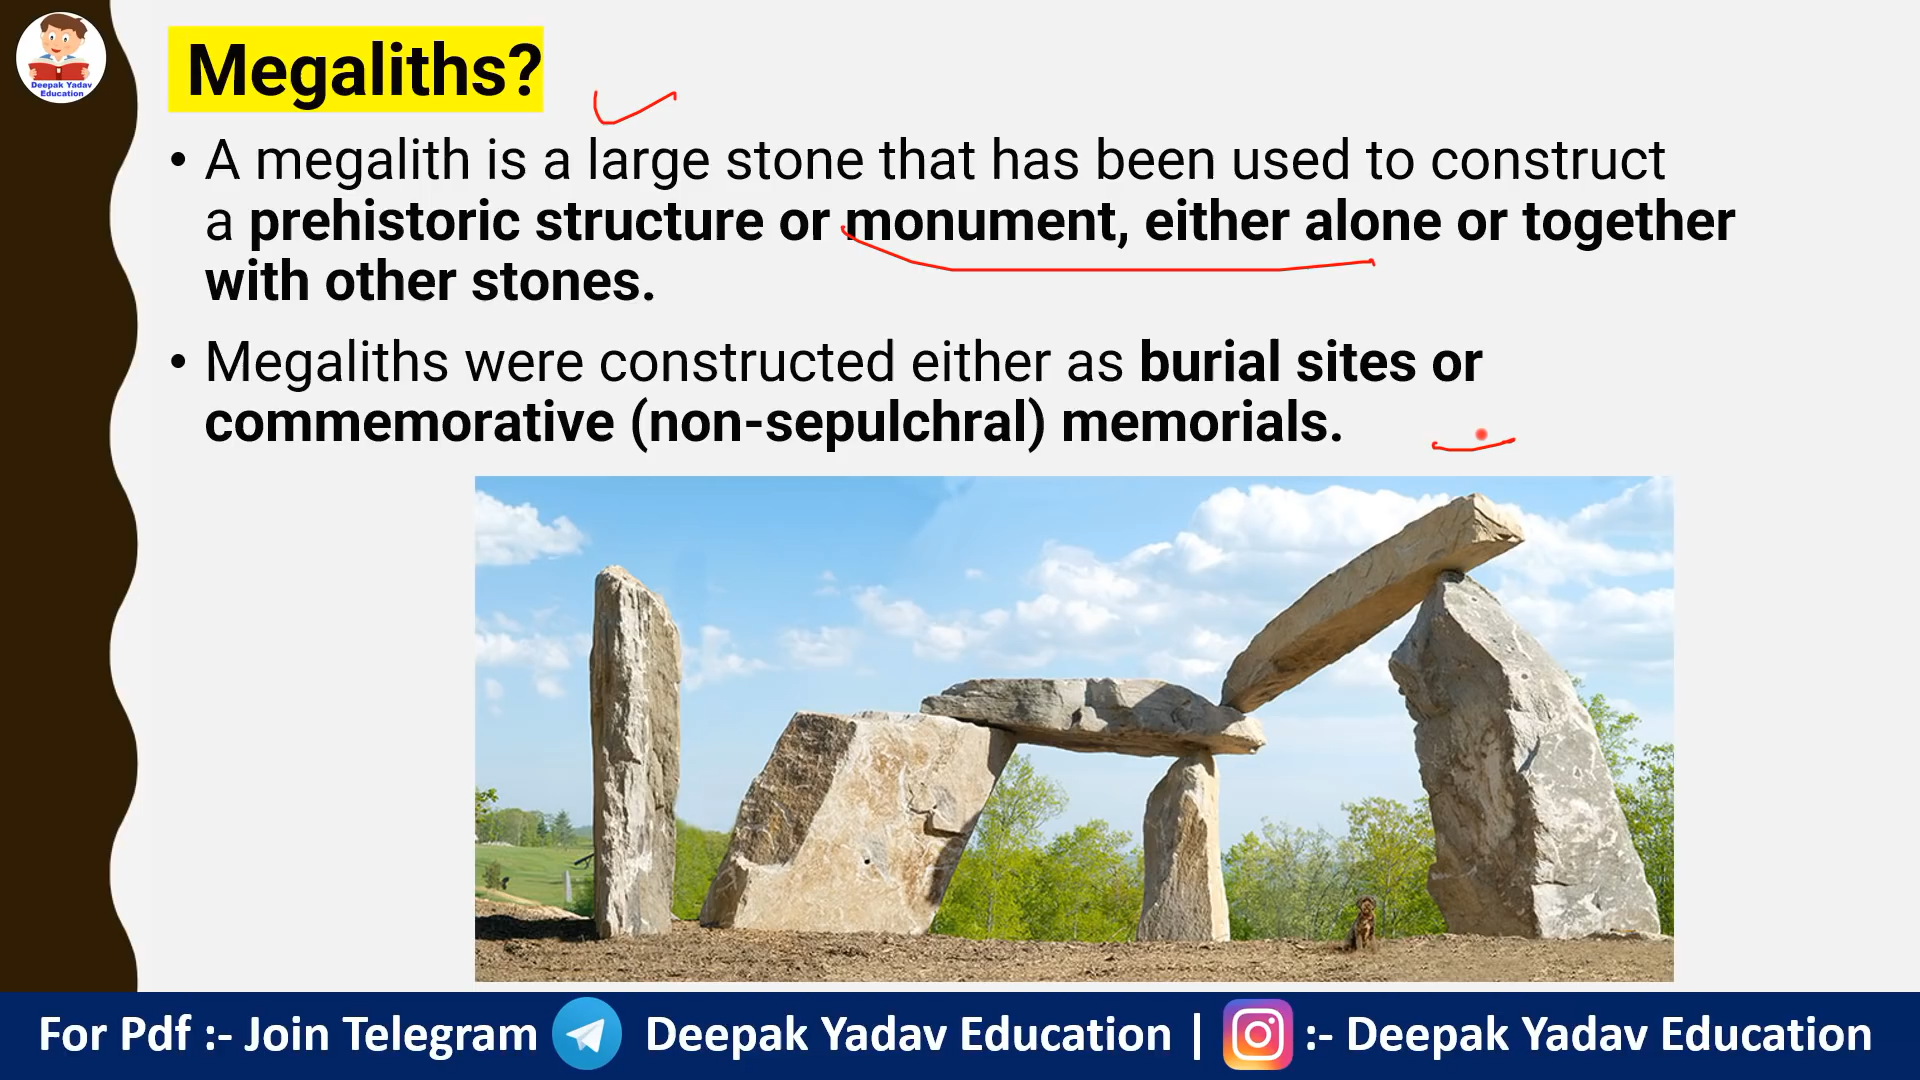 Deepak Yadav
Education
Megaliths?
• A megalith is a large stone that has been used to construct
a prehistoric structure or monument, either alone or together
with other stones.
• Megaliths were constructed either as burial sites or
commemorative (non-sepulchral) memorials.
For Pdf :- Join Telegram Deepak Yadav Education | :- Deepak Yadav Education